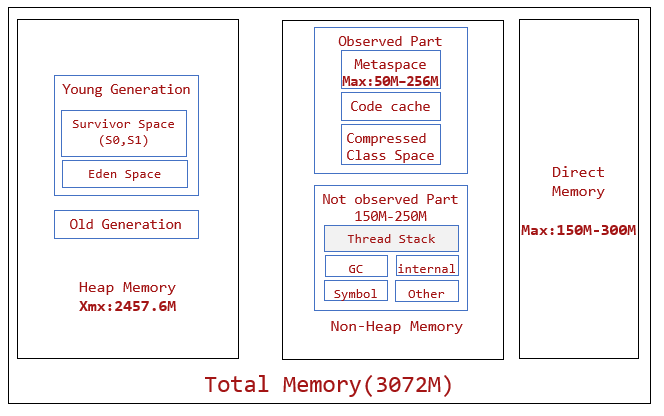 Young Generation
Survivor Space
(S0,S1)
Eden Space
Old Generation
Heap Memory
Xmx:2457.6M
Observed Part
Metaspace
Max:50M-256M
Code cache
Compressed
Class Space
Not observed Part
150M-250M
Thread Stack
GC
internal
Symbol
Other
Non-Heap Memory
Direct
Memory
Max:150M-300M
Total Memory(3072M)